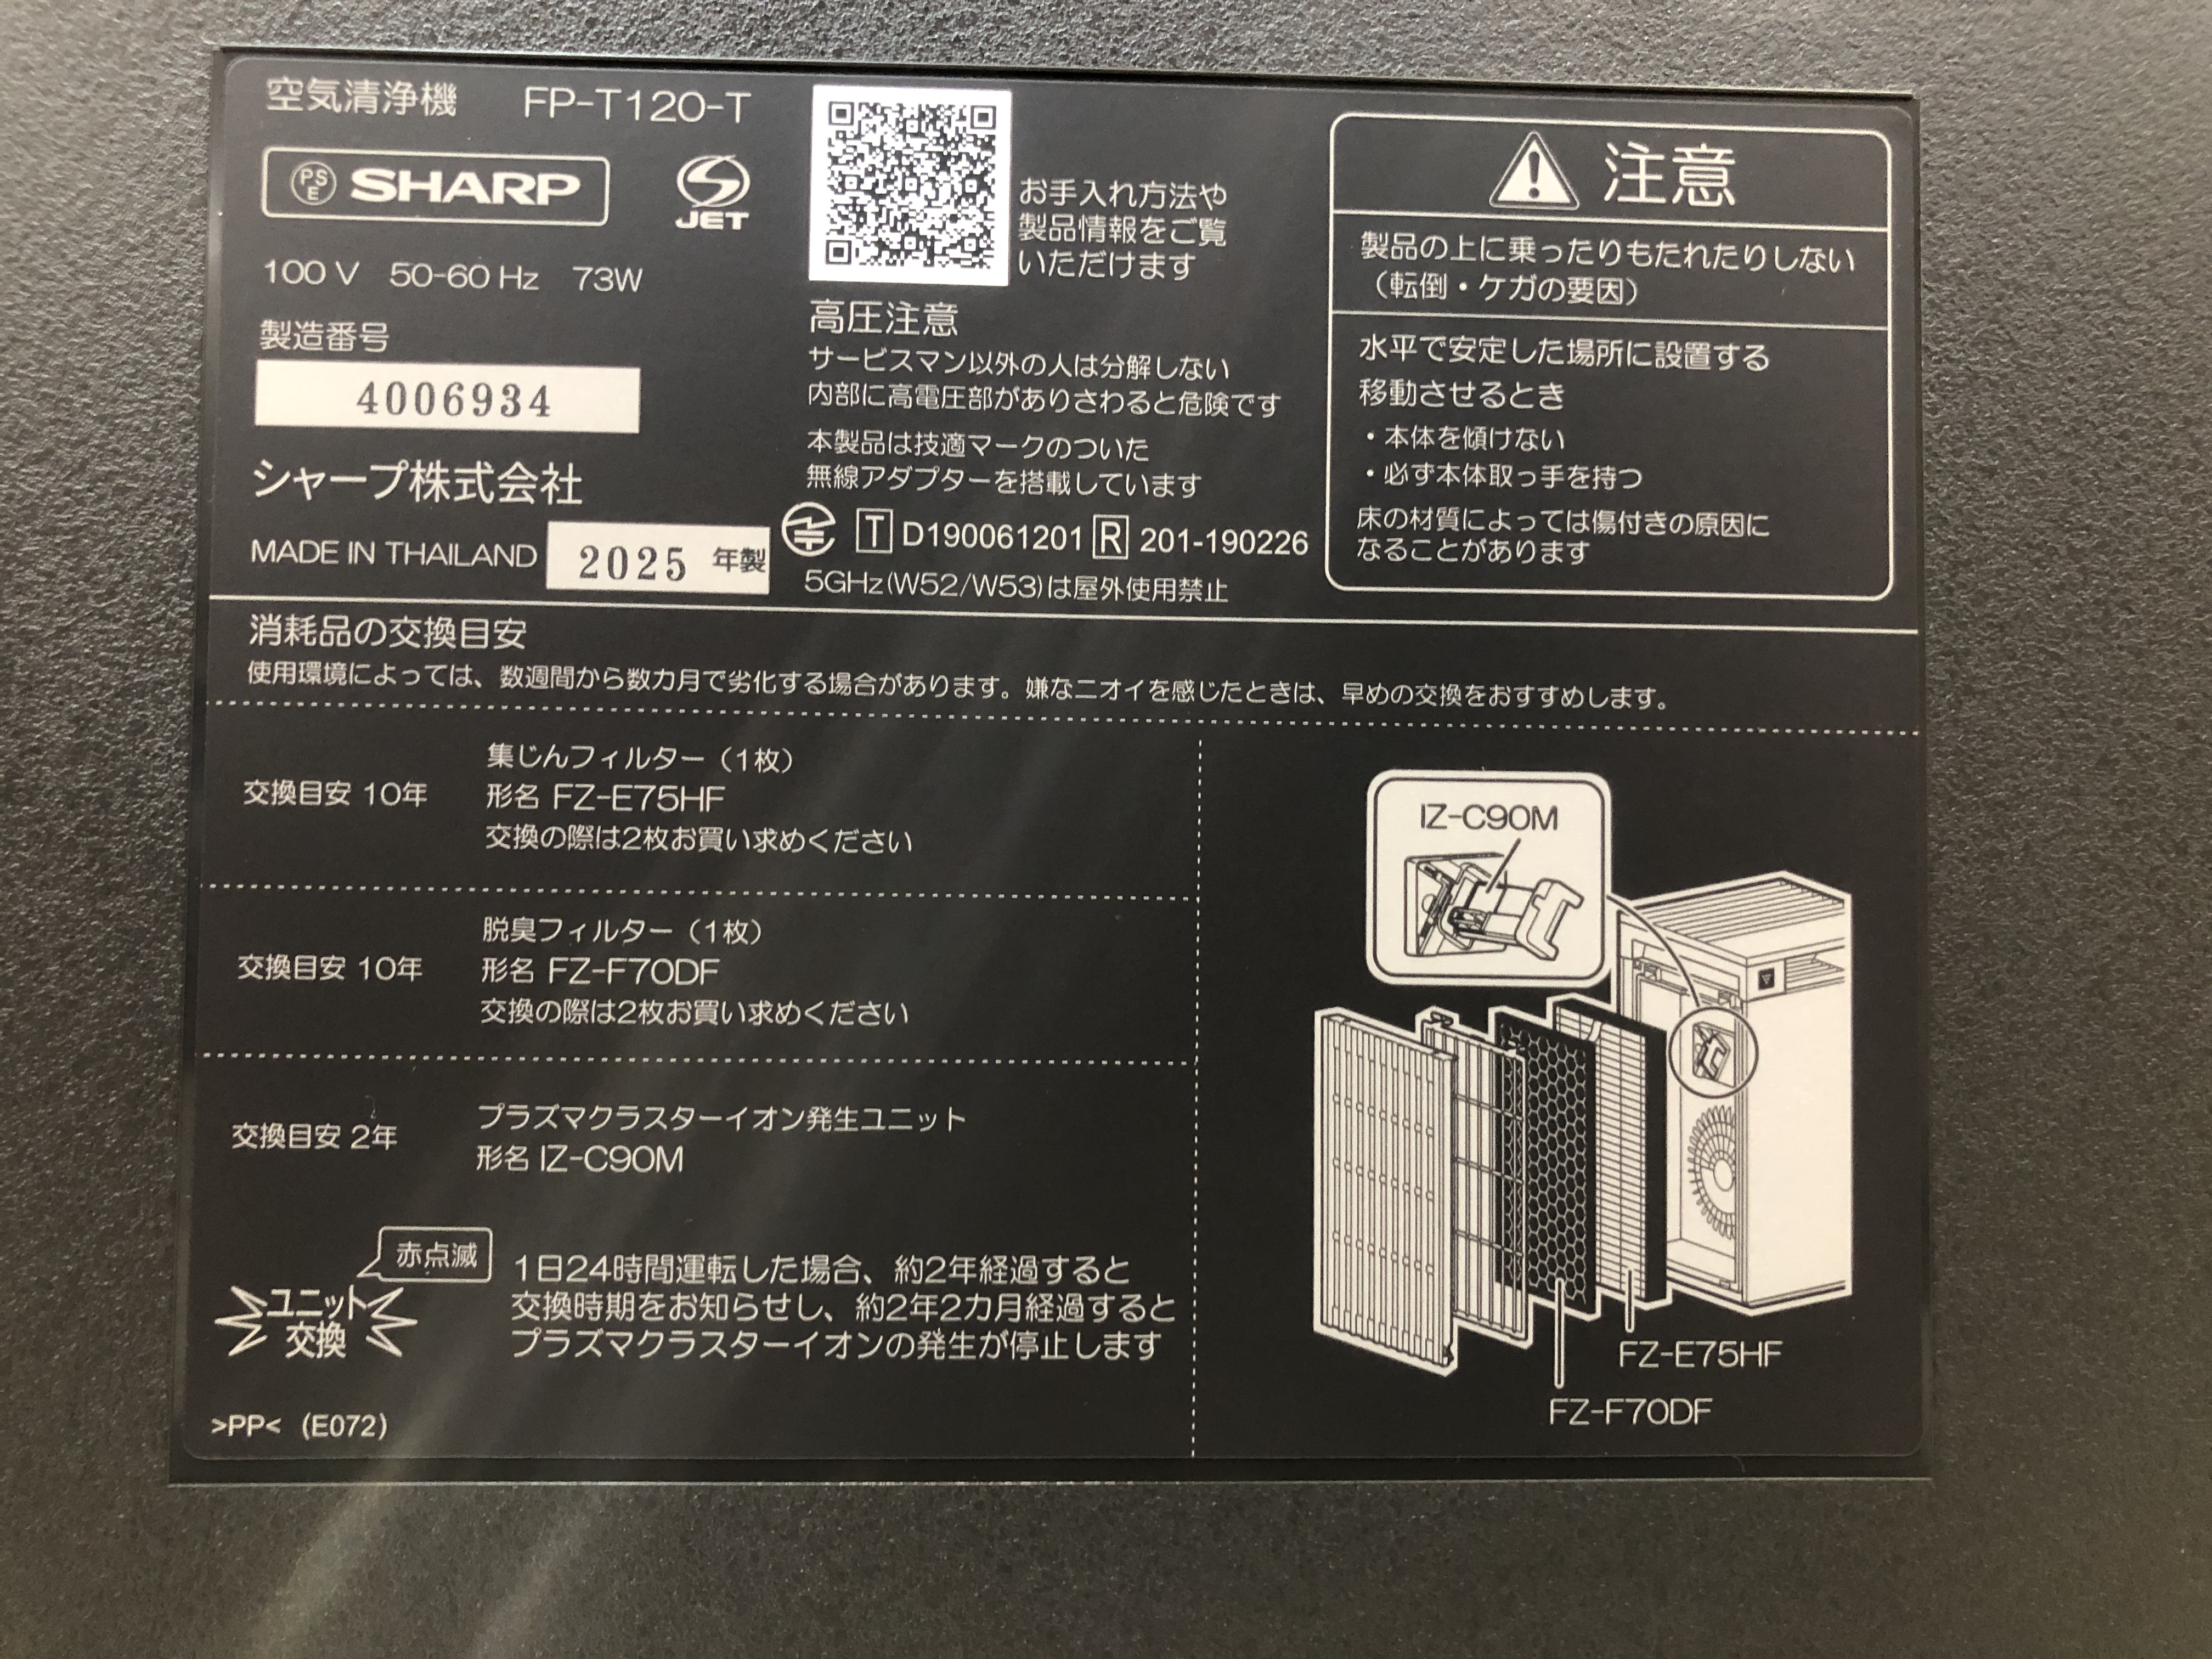 空気清浄機 FP-T120-T
PS E SHARP
JET
100 V 50-60 Hz 73W
製造番号
4006934
シャープ株式会社
MADE IN THAILAND 2025 年製
お手入れ方法や
製品情報をご覧
いただけます
高圧注意
サービスマン以外の人は分解しない
内部に高電圧部がありさわると危険です
本製品は技適マークのついた
無線アダプターを搭載しています
T D190061201 R 201-190226
5GHz(W52/W53)は屋外使用禁止
注意
製品の上に乗ったりもたれたりしない
（転倒・ケガの要因）
水平で安定した場所に設置する
移動させるとき
・本体を傾けない
・必ず本体取っ手を持つ
床の材質によっては傷付きの原因に
なることがあります
消耗品の交換目安
使用環境によっては、数週間から数カ月で劣化する場合があります。嫌なニオイを感じたときは、早めの交換をおすすめします。
交換目安 10年
集じんフィルター（1枚）
形名 FZ-E75HF
交換の際は2枚お買い求めください
交換目安 10年
脱臭フィルター（1枚）
形名 FZ-F70DF
交換の際は2枚お買い求めください
交換目安 2年
プラズマクラスターイオン発生ユニット
形名 IZ-C90M
赤点滅
ユニット
交換
1日24時間運転した場合、約2年経過すると
交換時期をお知らせし、約2年2カ月経過すると
プラズマクラスターイオンの発生が停止します
>PP< (E072)
IZ-C90M
FZ-E75HF
FZ-F70DF